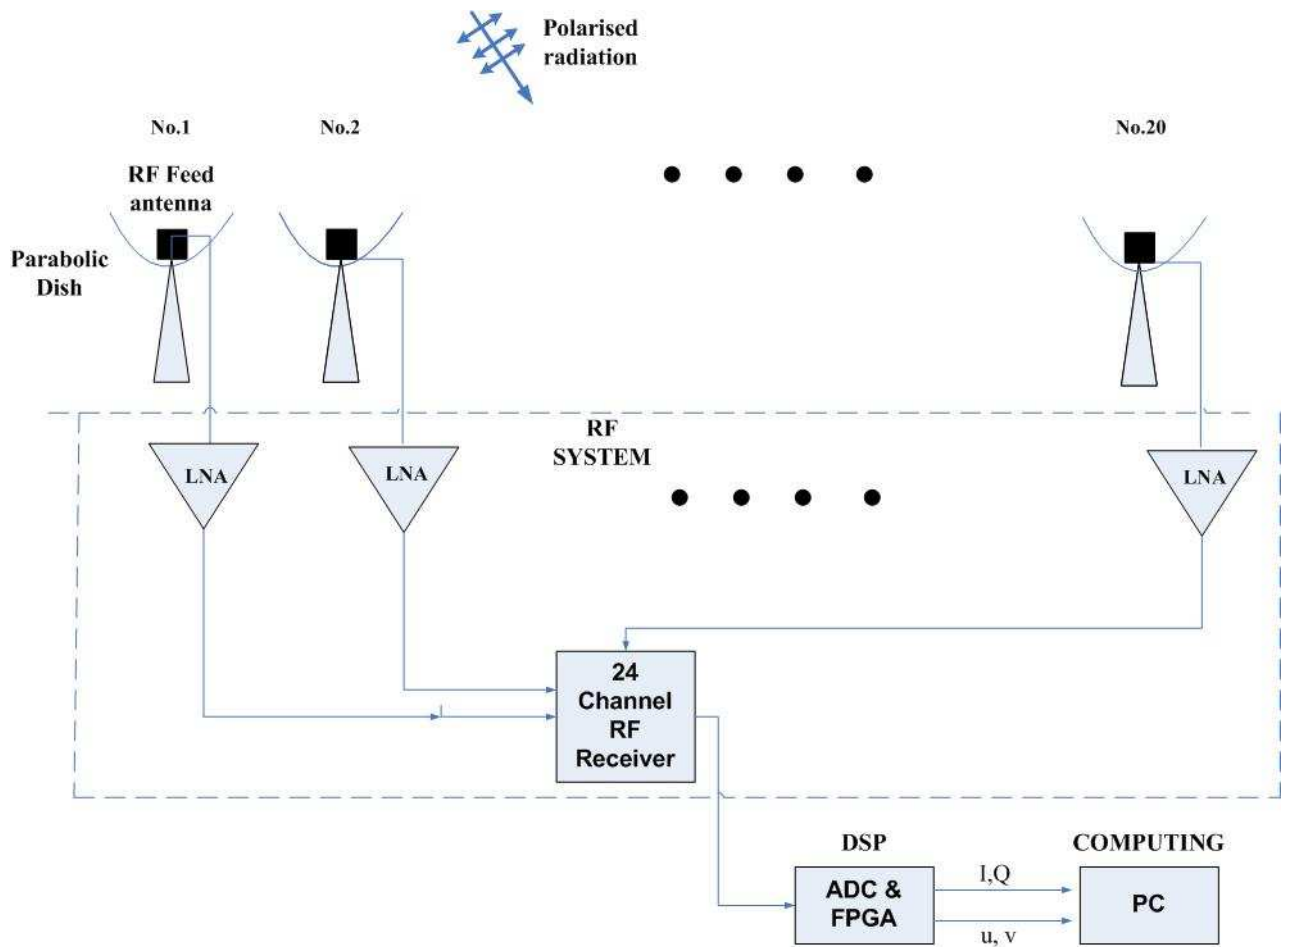 Polarised
radiation
No.1
No.2
No.20
RF Feed
antenna
Parabolic
Dish
RF
SYSTEM
LNA
LNA
LNA
24
Channel
RF
Receiver
DSP
COMPUTING
ADC &
FPGA
I,Q
u, v
PC